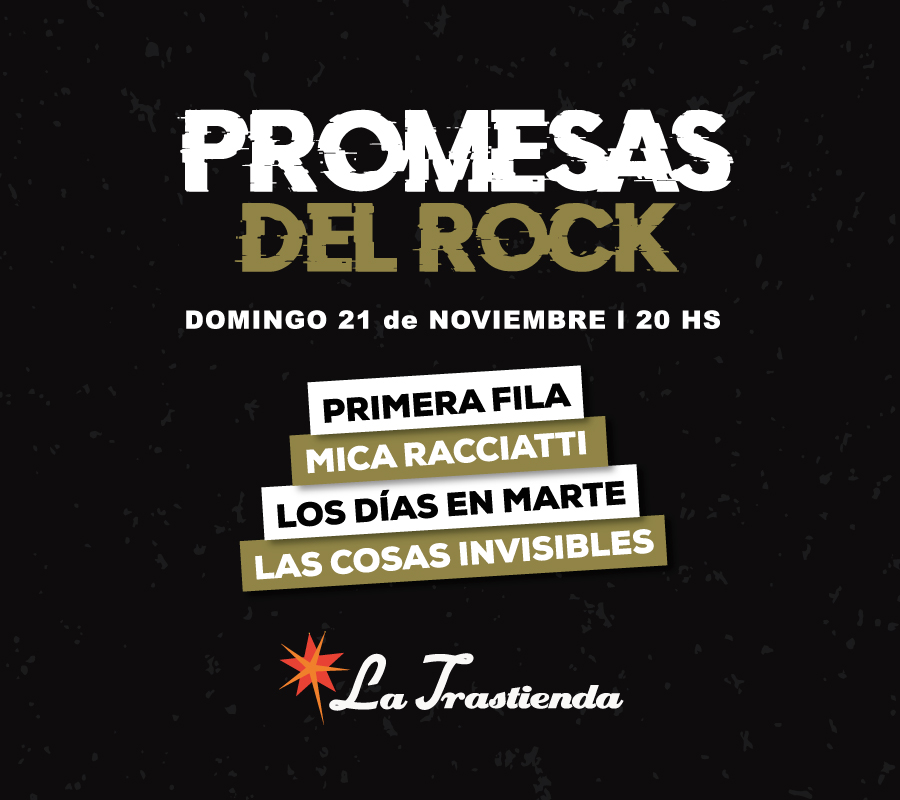 PROMESAS
DEL ROCK
DOMINGO 21 de NOVIEMBRE I 20 HS
PRIMERA FILA
MICA RACCIATTI
LOS DÍAS EN MARTE
LAS COSAS INVISIBLES
La Trastienda